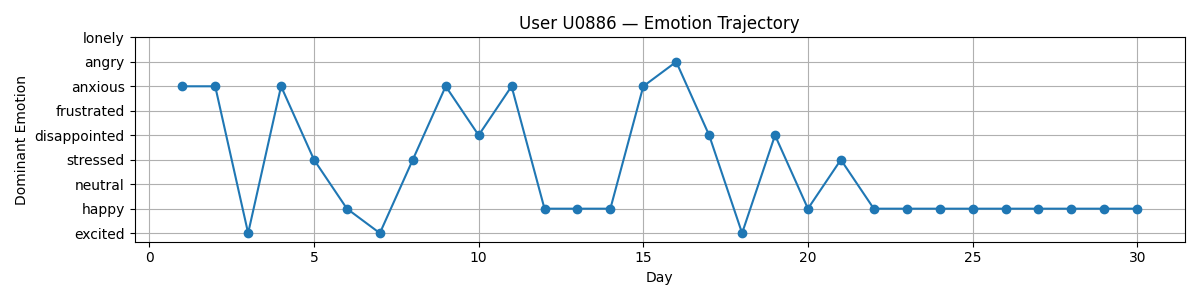 User U0886 — Emotion Trajectory
Dominant Emotion
lonely
angry
anxious
frustrated
disappointed
stressed
neutral
happy
excited
0 5 10 15 20 25 30
Day